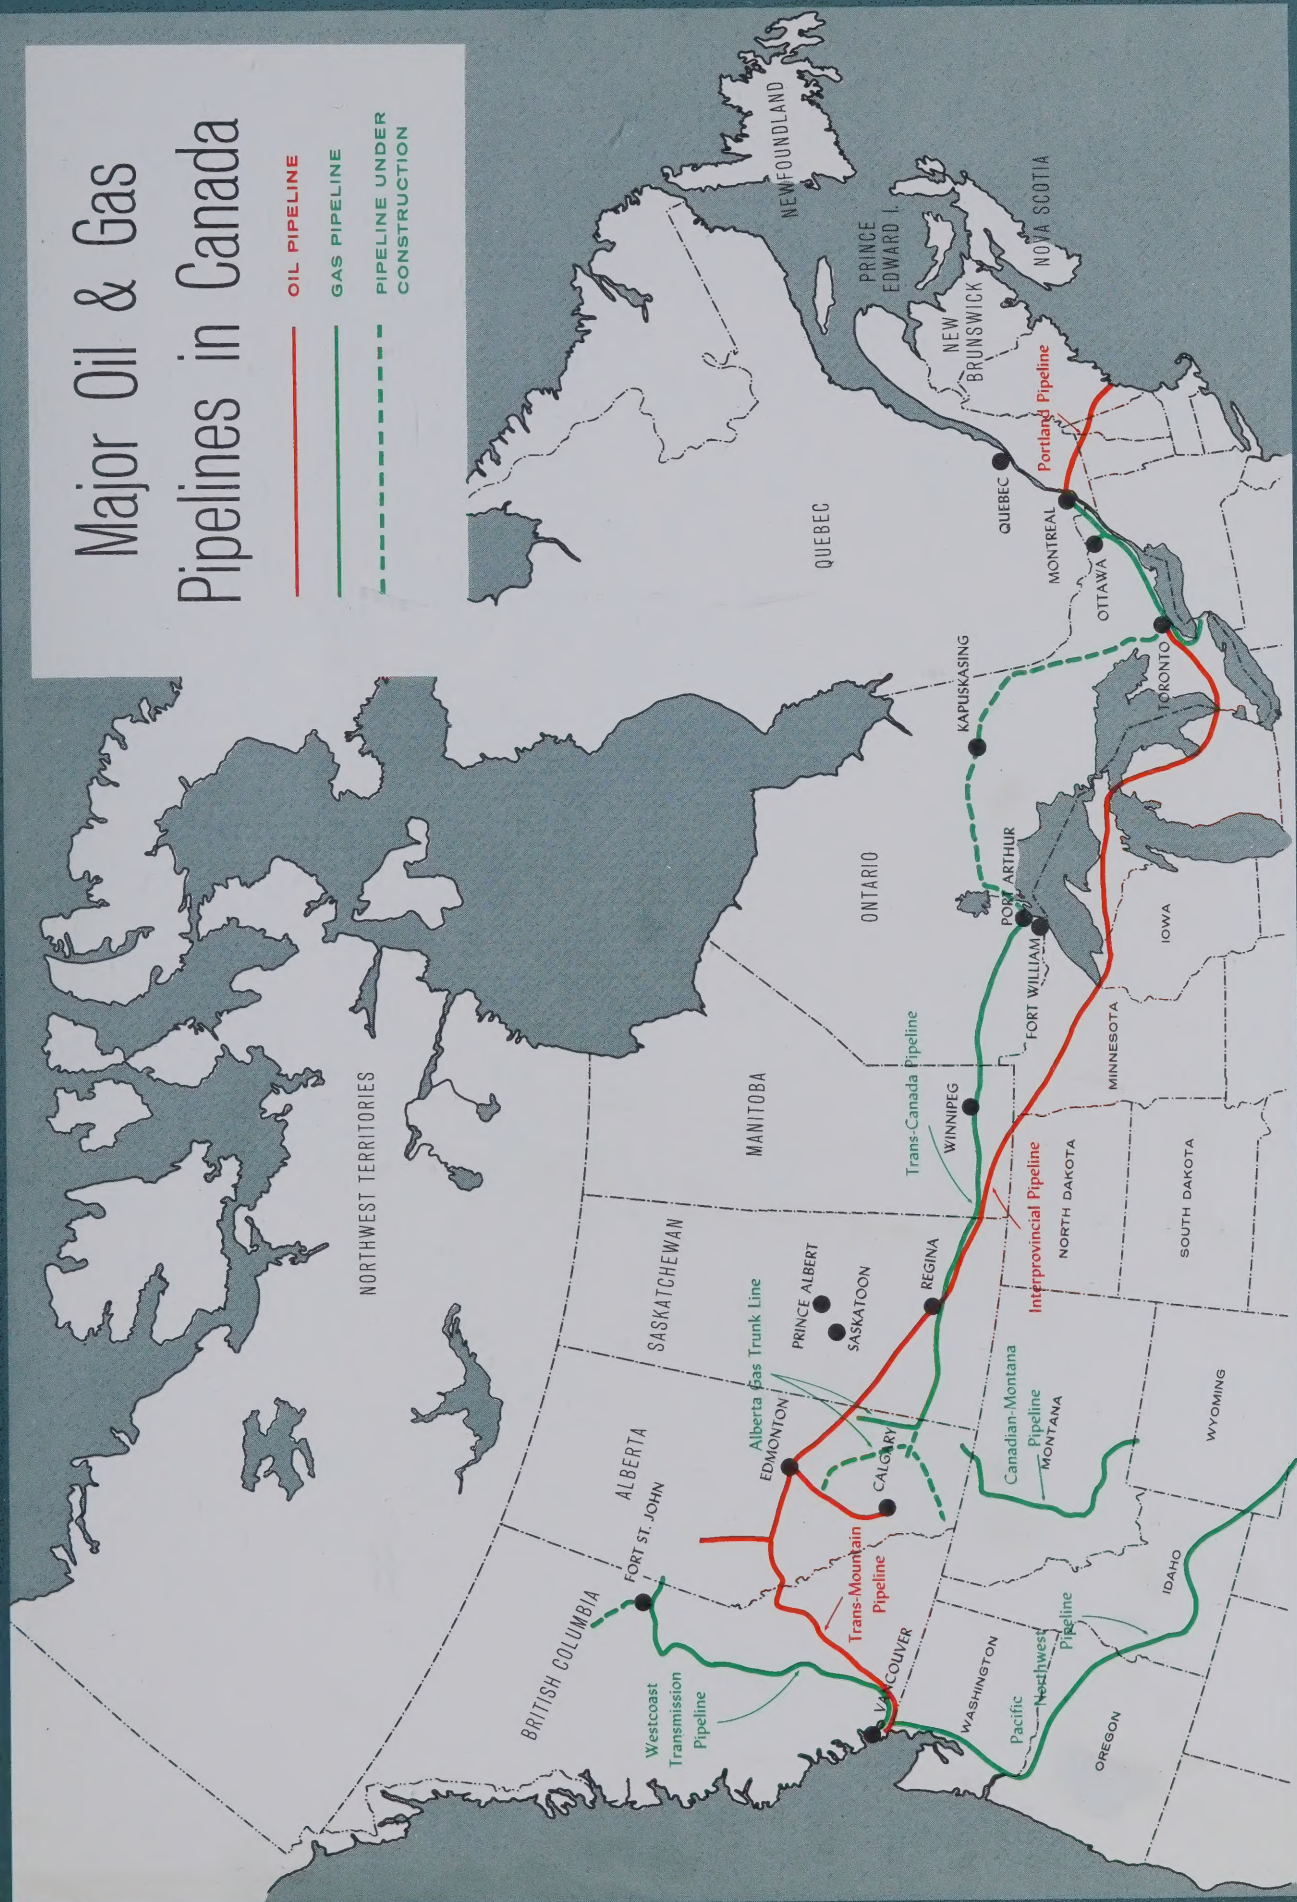 Major Oil & Gas
Pipelines in Canada
OIL PIPELINE
GAS PIPELINE
PIPELINE UNDER
CONSTRUCTION
NEWFOUNDLAND
PRINCE
EDWARD I.
NOVA SCOTIA
NEW
BRUNSWICK
Portland Pipeline
QUEBEC
QUEBEC
MONTREAL
OTTAWA
TORONTO
KAPUSKASING
ONTARIO
PORT ARTHUR
FORT WILLIAM
IOWA
MINNESOTA
NORTHWEST TERRITORIES
MANITOBA
Trans-Canada Pipeline
WINNIPEG
Interprovincial Pipeline
NORTH DAKOTA
SOUTH DAKOTA
SASKATCHEWAN
PRINCE ALBERT
SASKATOON
REGINA
Alberta Gas Trunk Line
ALBERTA
EDMONTON
CALGARY
Canadian-Montana
Pipeline
MONTANA
WYOMING
FORT ST. JOHN
BRITISH COLUMBIA
Trans-Mountain
Pipeline
Westcoast
Transmission
Pipeline
VANCOUVER
WASHINGTON
Pacific
Northwest
Pipeline
IDAHO
OREGON